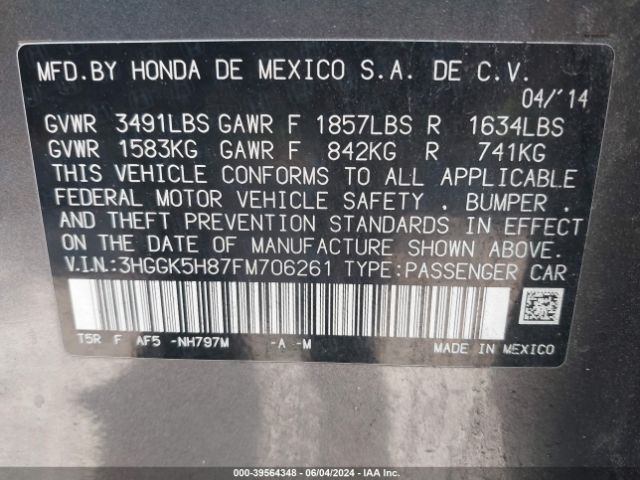 MFD.BY HONDA DE MEXICO S.A. DE C.V.
04/'14
GVWR 3491LBS GAWR F 1857LBS R 1634LBS
GVWR 1583KG GAWR F 842KG R 741KG
THIS VEHICLE CONFORMS TO ALL APPLICABLE
FEDERAL MOTOR VEHICLE SAFETY . BUMPER .
AND THEFT PREVENTION STANDARDS IN EFFECT
ON THE DATE OF MANUFACTURE SHOWN ABOVE.
V.I.N.:3HGGK5H87FM706261 TYPE:PASSENGER CAR
T5R F AF5 -NH797M -A -M
MADE IN MEXICO
000-39564348 | 06/04/2024 | IAA Inc.